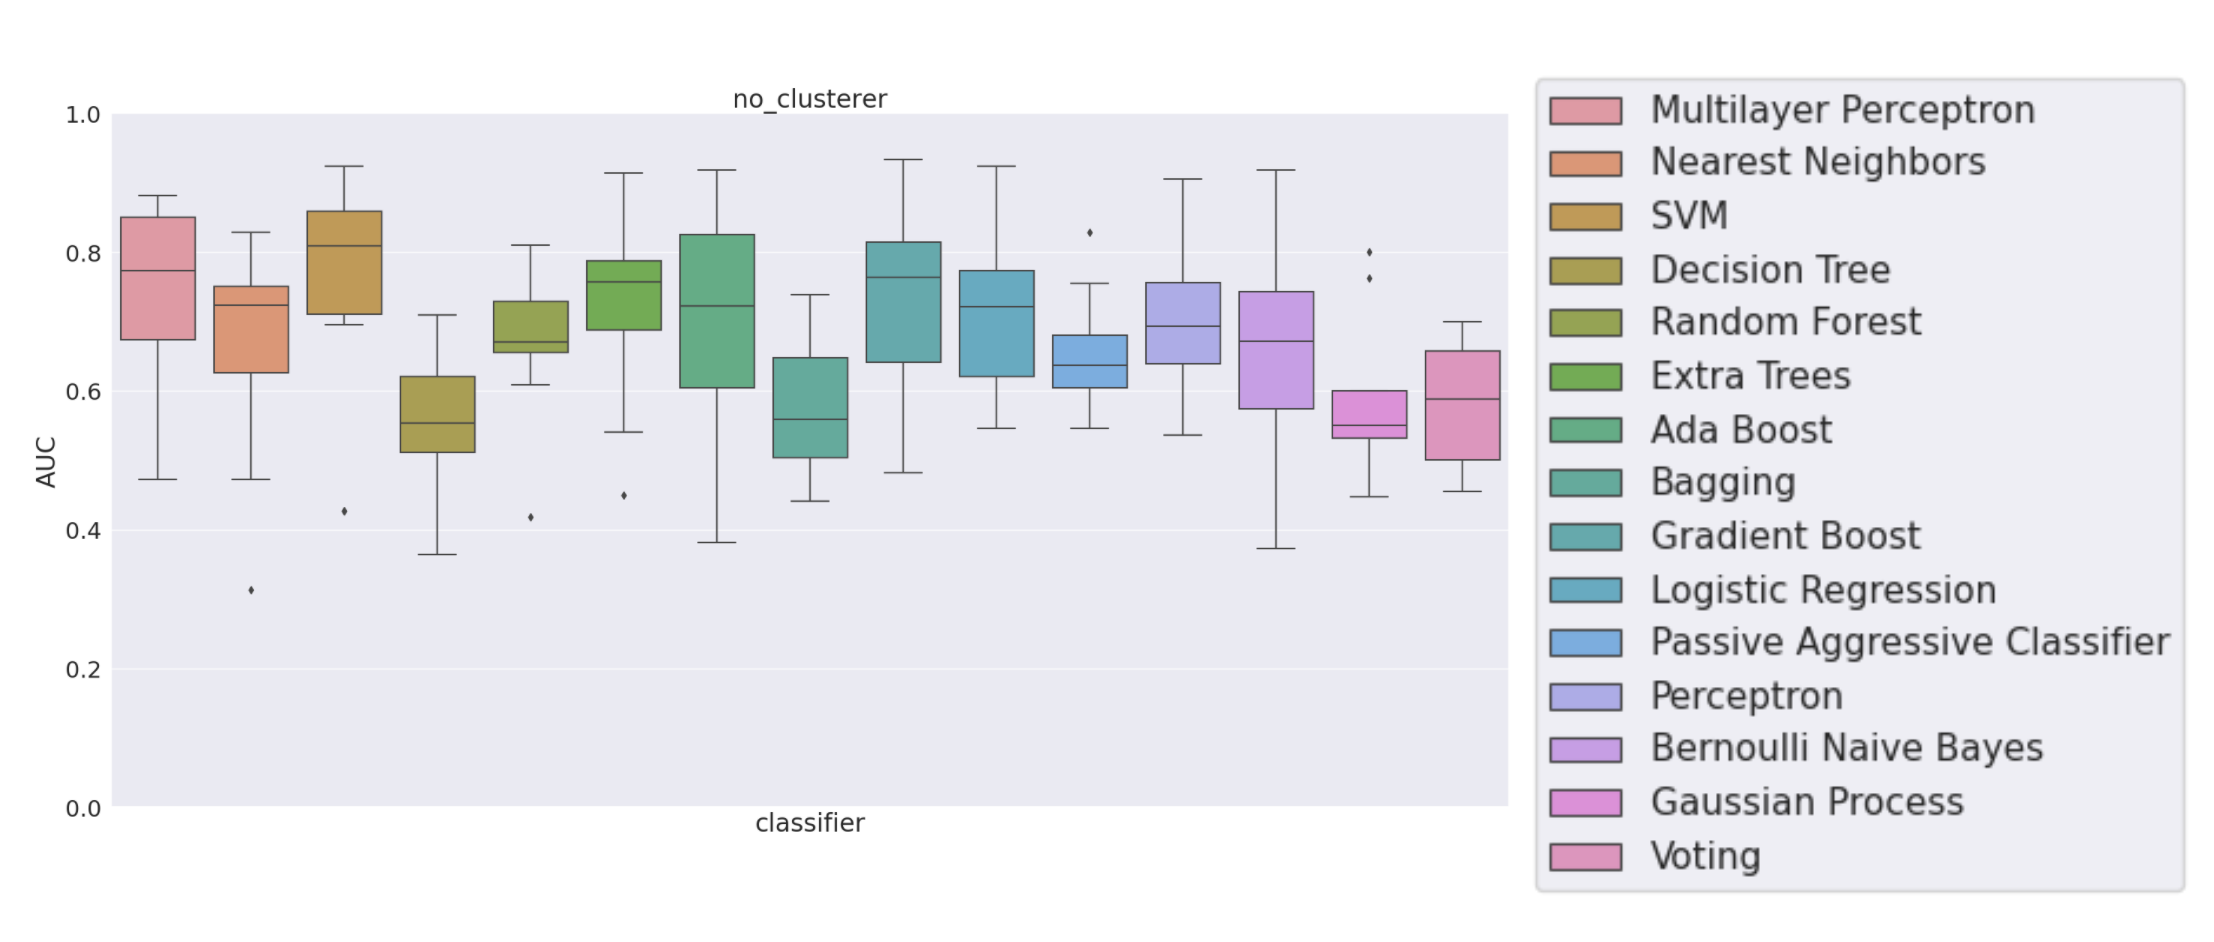 no_clusterer
1.0
0.8
0.6
0.4
0.2
0.0
AUC
classifier
Multilayer Perceptron
Nearest Neighbors
SVM
Decision Tree
Random Forest
Extra Trees
Ada Boost
Bagging
Gradient Boost
Logistic Regression
Passive Aggressive Classifier
Perceptron
Bernoulli Naive Bayes
Gaussian Process
Voting